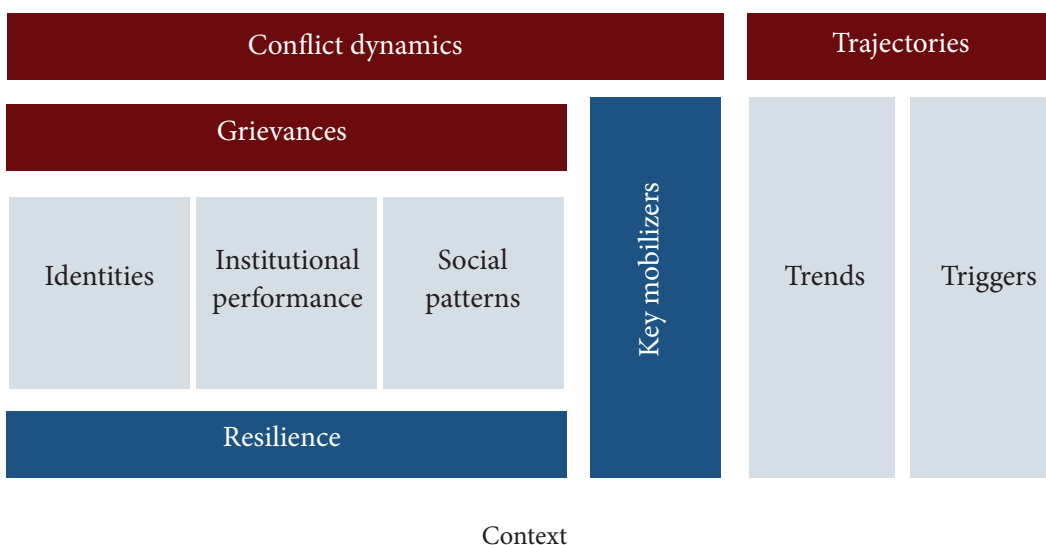 Conflict dynamics
Trajectories
Grievances
Identities
Institutional
performance
Social
patterns
Key mobilizers
Trends
Triggers
Resilience
Context